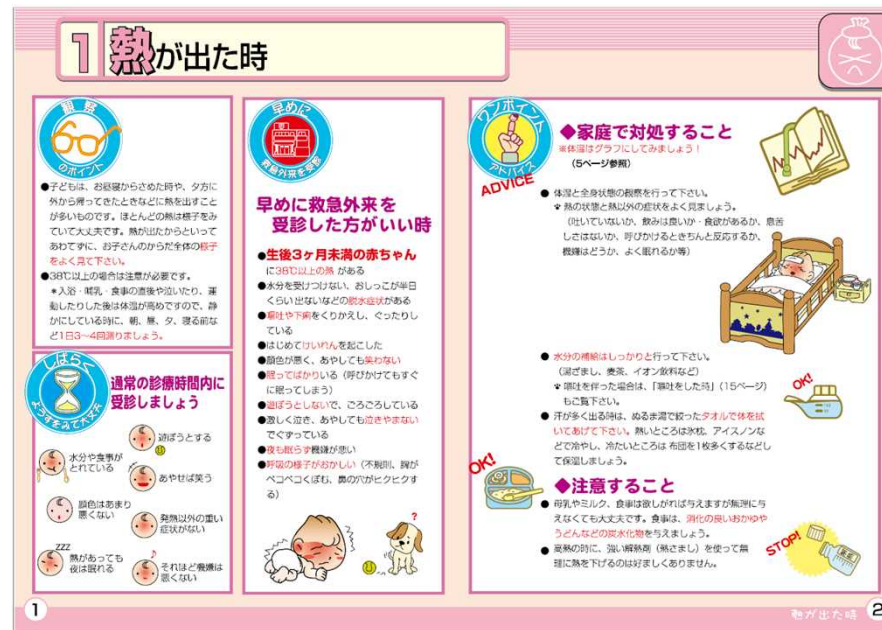 1 熱が出た時
観察
のポイント
●子どもは、お昼寝からさめた時や、夕方に
外から帰ってきたときなどに熱を出すこと
が多いものです。ほとんどの熱は様子をみ
ていて大丈夫です。熱が出たからといって
あわてずに、お子さんのからだ全体の様子
をよく見て下さい。
●38℃以上の場合は注意が必要です。
＊入浴・哺乳・食事の直後や泣いたり、運
動したりした後は体温が高めですので、静
かにしている時に、朝、昼、夕、寝る前な
ど1日3〜4回測りましょう。
しばらく
ようすをみて大丈夫
通常の診療時間内に
受診しましょう
遊ぼうとする
水分や食事が
とれている
あやせば笑う
顔色はあまり
悪くない
発熱以外の重い
症状がない
zzz
熱があっても
夜は眠れる
それほど機嫌は
悪くない
早めに
救急外来を受診
早めに救急外来を
受診した方がいい時
●生後3ヶ月未満の赤ちゃん
に38℃以上の熱 がある
●水分を受けつけない、おしっこが半日
くらい出ないなどの脱水症状がある
●嘔吐や下痢をくりかえし、ぐったりし
ている
●はじめてけいれんを起こした
●顔色が悪く、あやしても笑わない
●眠ってばかりいる（呼びかけてもすぐ
に眠ってしまう）
●遊ぼうとしないで、ごろごろしている
●激しく泣き、あやしても泣きやまない
でぐずっている
●夜も眠らず機嫌が悪い
●呼吸の様子がおかしい（不規則、胸が
ペコペコくぼむ、鼻の穴がヒクヒクす
る）
?
ワンポイント
アドバイス
ADVICE
◆家庭で対処すること
※体温はグラフにしてみましょう！
（5ページ参照）
● 体温と全身状態の観察を行って下さい。
熱の状態と熱以外の症状をよく見ましょう。
（吐いていないか、飲みは良いか・食欲があるか、息苦
しさはないか、呼びかけるときちんと反応するか、
機嫌はどうか、よく眠れるか等）
● 水分の補給はしっかりと行って下さい。
（湯ざまし、麦茶、イオン飲料など）
嘔吐を伴った場合は、「嘔吐をした時」（15ページ）
もご覧下さい。
OK!
● 汗が多く出る時は、ぬるま湯で絞ったタオルで体を拭
いてあげて下さい。熱いところは氷枕、アイスノンな
どで冷やし、冷たいところは布団を1枚多くするなどし
て保温しましょう。
OK!
◆注意すること
● 母乳やミルク、食事は欲しがれば与えますが無理に与
えなくても大丈夫です。食事は、消化の良いおかゆや
うどんなどの炭水化物を与えましょう。
● 高熱の時に、強い解熱剤（熱さまし）を使って無
理に熱を下げるのは好ましくありません。
STOP!
1
熱が出た時 2